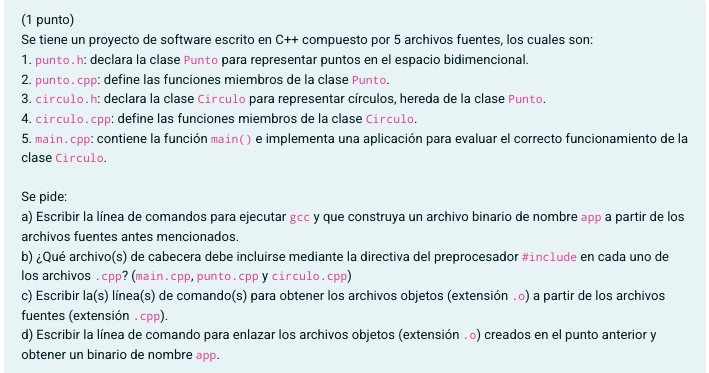 (1 punto)
Se tiene un proyecto de software escrito en C++ compuesto por 5 archivos fuentes, los cuales son:
1. punto.h: declara la clase Punto para representar puntos en el espacio bidimencional.
2. punto.cpp: define las funciones miembros de la clase Punto.
3. circulo.h: declara la clase Circulo para representar círculos, hereda de la clase Punto.
4. circulo.cpp: define las funciones miembros de la clase Circulo.
5. main.cpp: contiene la función main() e implementa una aplicación para evaluar el correcto funcionamiento de la
clase Circulo.
Se pide:
a) Escribir la línea de comandos para ejecutar gcc y que construya un archivo binario de nombre app a partir de los
archivos fuentes antes mencionados.
b) ¿Qué archivo(s) de cabecera debe incluirse mediante la directiva del preprocesador #include en cada uno de
los archivos .cpp? (main.cpp, punto.cpp y circulo.cpp)
c) Escribir la(s) línea(s) de comando(s) para obtener los archivos objetos (extensión .o) a partir de los archivos
fuentes (extensión .cpp).
d) Escribir la línea de comando para enlazar los archivos objetos (extensión .o) creados en el punto anterior y
obtener un binario de nombre app.